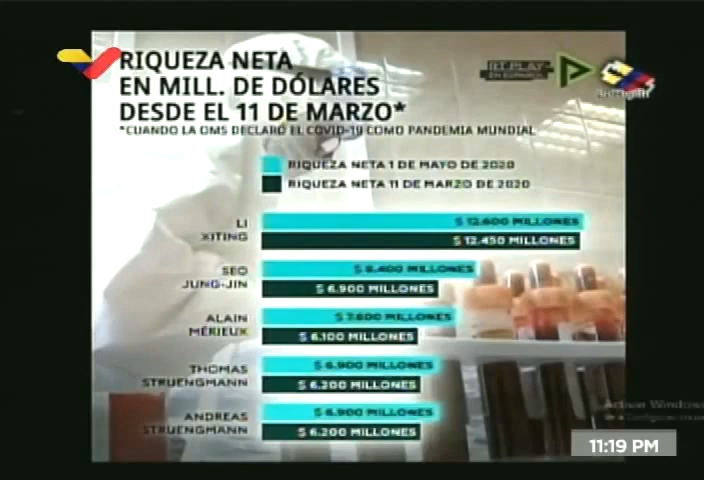 RIQUEZA NETA
EN MILL. DE DÓLARES
DESDE EL 11 DE MARZO*
*CUANDO LA OMS DECLARÓ EL COVID-19 COMO PANDEMIA MUNDIAL
RT PLAY
EN ESPAÑOL
RIQUEZA NETA 1 DE MAYO DE 2020
RIQUEZA NETA 11 DE MARZO DE 2020
LI
XITING
$ 12.600 MILLONES
$ 12.450 MILLONES
SEO
JUNG-JIN
$ 8.400 MILLONES
$ 6.900 MILLONES
ALAIN
MÉRIEUX
$ 7.600 MILLONES
$ 6.100 MILLONES
THOMAS
STRUENGMANN
$ 6.900 MILLONES
$ 6.200 MILLONES
ANDREAS
STRUENGMANN
$ 6.900 MILLONES
$ 6.200 MILLONES
Activar Windows
11:19 PM